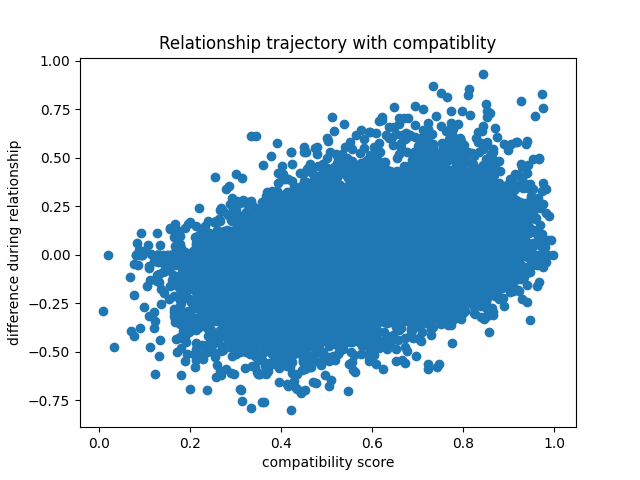 Relationship trajectory with compatiblity
1.00
0.75
0.50
0.25
0.00
−0.25
−0.50
−0.75
difference during relationship
0.0 0.2 0.4 0.6 0.8 1.0
compatibility score